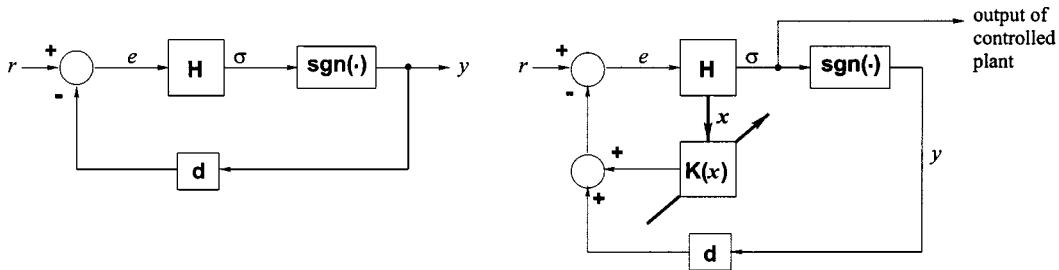 r + - e H σ sgn(·) y
d
r + - e H σ sgn(·) output of
controlled
plant
x
+ K(x) y
+
d